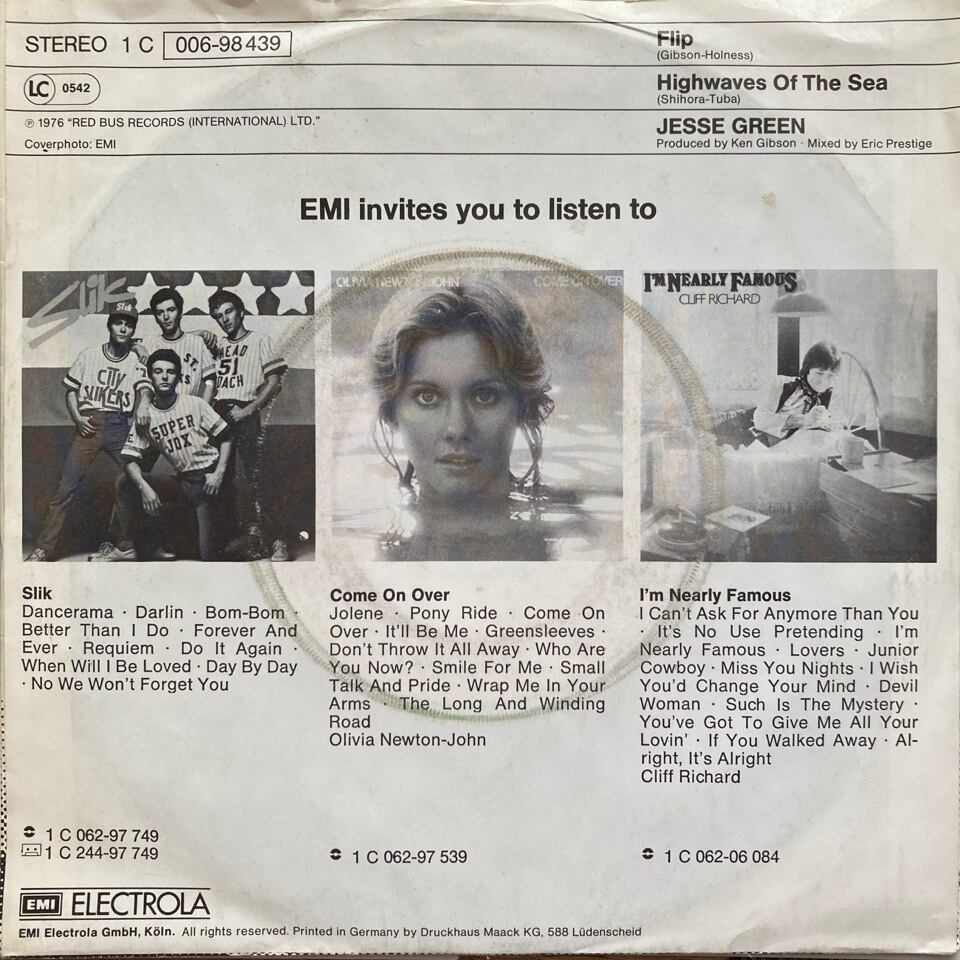 STEREO 1 C 006-98 439
LC 0542
℗ 1976 “RED BUS RECORDS (INTERNATIONAL) LTD.”
Coverphoto: EMI
Flip
(Gibson-Holness)
Highwaves Of The Sea
(Shihora-Tuba)
JESSE GREEN
Produced by Ken Gibson · Mixed by Eric Prestige
EMI invites you to listen to
Slik
Slik
CITY
SLIKERS
SUPER
JOX
HEAD
51
COACH
OLIVIA NEWTON-JOHN
COME ON OVER
I'M NEARLY FAMOUS
CLIFF RICHARD
Slik
Dancerama · Darlin · Bom-Bom ·
Better Than I Do · Forever And
Ever · Requiem · Do It Again ·
When Will I Be Loved · Day By Day
· No We Won't Forget You
1 C 062-97 749
1 C 244-97 749
Come On Over
Jolene · Pony Ride · Come On
Over · It'll Be Me · Greensleeves ·
Don't Throw It All Away · Who Are
You Now? · Smile For Me · Small
Talk And Pride · Wrap Me In Your
Arms · The Long And Winding
Road
Olivia Newton-John
1 C 062-97 539
I'm Nearly Famous
I Can't Ask For Anymore Than You
· It's No Use Pretending · I'm
Nearly Famous · Lovers · Junior
Cowboy · Miss You Nights · I Wish
You'd Change Your Mind · Devil
Woman · Such Is The Mystery ·
You've Got To Give Me All Your
Lovin' · If You Walked Away · Al-
right, It's Alright
Cliff Richard
1 C 062-06 084
EMI ELECTROLA
EMI Electrola GmbH, Köln. All rights reserved. Printed in Germany by Druckhaus Maack KG, 588 Lüdenscheid